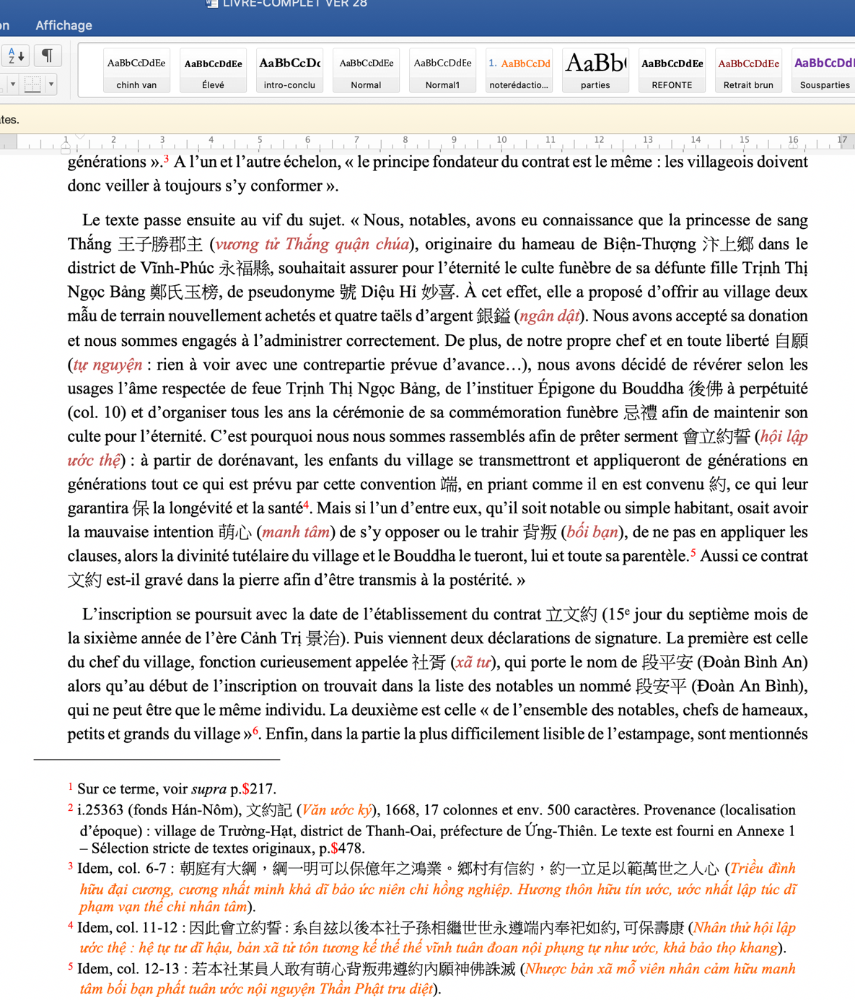 LIVRE-COMPLET VER 28
on Affichage
AaBbCcDdEe AaBbCcDdEe AaBbCcDc AaBbCcDdEe AaBbCcDdEe 1. AaBbCcDd AaBb( AaBbCcDdEe AaBbCcDdEe AaBbCcDdI
chinh van Élevé intro-conclu Normal Normal1 noterédactio... parties REFONTE Retrait brun Sousparties
tes.
1 2 3 4 5 6 7 8 9 10 11 12 13 14 15 16 17
générations ».3 A l’un et l’autre échelon, « le principe fondateur du contrat est le même : les villageois doivent
donc veiller à toujours s’y conformer ».
Le texte passe ensuite au vif du sujet. « Nous, notables, avons eu connaissance que la princesse de sang
Thắng 王子勝郡主 (vương tử Thắng quận chúa), originaire du hameau de Biện-Thượng 汴上鄉 dans le
district de Vĩnh-Phúc 永福縣, souhaitait assurer pour l’éternité le culte funèbre de sa défunte fille Trịnh Thị
Ngọc Bảng 鄭氏玉榜, de pseudonyme 號 Diệu Hỉ 妙喜. À cet effet, elle a proposé d’offrir au village deux
mẫu de terrain nouvellement achetés et quatre taëls d’argent 銀鎰 (ngân dật). Nous avons accepté sa donation
et nous sommes engagés à l’administrer correctement. De plus, de notre propre chef et en toute liberté 自願
(tự nguyện : rien à voir avec une contrepartie prévue d’avance…), nous avons décidé de révérer selon les
usages l’âme respectée de feue Trịnh Thị Ngọc Bảng, de l’instituer Épigone du Bouddha 後佛 à perpétuité
(col. 10) et d’organiser tous les ans la cérémonie de sa commémoration funèbre 忌禮 afin de maintenir son
culte pour l’éternité. C’est pourquoi nous nous sommes rassemblés afin de prêter serment 會立約誓 (hội lập
ước thệ) : à partir de dorénavant, les enfants du village se transmettront et appliqueront de générations en
générations tout ce qui est prévu par cette convention 端, en priant comme il en est convenu 約, ce qui leur
garantira 保 la longévité et la santé4. Mais si l’un d’entre eux, qu’il soit notable ou simple habitant, osait avoir
la mauvaise intention 萌心 (manh tâm) de s’y opposer ou le trahir 背叛 (bối bạn), de ne pas en appliquer les
clauses, alors la divinité tutélaire du village et le Bouddha le tueront, lui et toute sa parentèle.5 Aussi ce contrat
文約 est-il gravé dans la pierre afin d’être transmis à la postérité. »
L’inscription se poursuit avec la date de l’établissement du contrat 立文約 (15e jour du septième mois de
la sixième année de l’ère Cảnh Trị 景治). Puis viennent deux déclarations de signature. La première est celle
du chef du village, fonction curieusement appelée 社胥 (xã tư), qui porte le nom de 段平安 (Đoàn Bình An)
alors qu’au début de l’inscription on trouvait dans la liste des notables un nommé 段安平 (Đoàn An Bình),
qui ne peut être que le même individu. La deuxième est celle « de l’ensemble des notables, chefs de hameaux,
petits et grands du village »6. Enfin, dans la partie la plus difficilement lisible de l’estampage, sont mentionnés
1 Sur ce terme, voir supra p.$217.
2 i.25363 (fonds Hán-Nôm), 文約記 (Văn ước ký), 1668, 17 colonnes et env. 500 caractères. Provenance (localisation
d’époque) : village de Trường-Hạt, district de Thanh-Oai, préfecture de Ứng-Thiên. Le texte est fourni en Annexe 1
– Sélection stricte de textes originaux, p.$478.
3 Idem, col. 6-7 : 朝庭有大綱，綱一明可以保億年之鴻業。鄉村有信約，約一立足以範萬世之人心 (Triều đình
hữu đại cương, cương nhất minh khả dĩ bảo ức niên chi hồng nghiệp. Hương thôn hữu tín ước, ước nhất lập túc dĩ
phạm vạn thế chi nhân tâm).
4 Idem, col. 11-12 : 因此會立約誓 : 系自玆以後本社子孫相繼世世永遵端內奉祀如約, 可保壽康 (Nhân thử hội lập
ước thệ : hệ tự tư dĩ hậu, bản xã tử tôn tương kế thế thế vĩnh tuân đoan nội phụng tự như ước, khả bảo thọ khang).
5 Idem, col. 12-13 : 若本社某員人敢有萌心背叛弗遵約內願神佛誅滅 (Nhược bản xã mỗ viên nhân cảm hữu manh
tâm bối bạn phất tuân ước nội nguyện Thần Phật tru diệt).